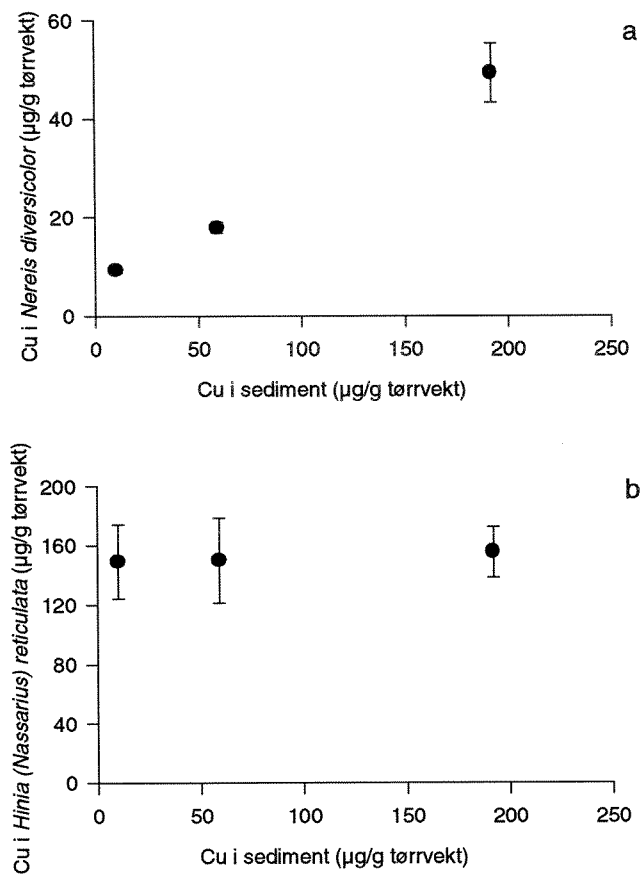 a
Cu i Nereis diversicolor (µg/g tørrvekt)
60
40
20
0
0 50 100 150 200 250
Cu i sediment (µg/g tørrvekt)
b
Cu i Hinia (Nassarius) reticulata (µg/g tørrvekt)
200
160
120
80
40
0
0 50 100 150 200 250
Cu i sediment (µg/g tørrvekt)